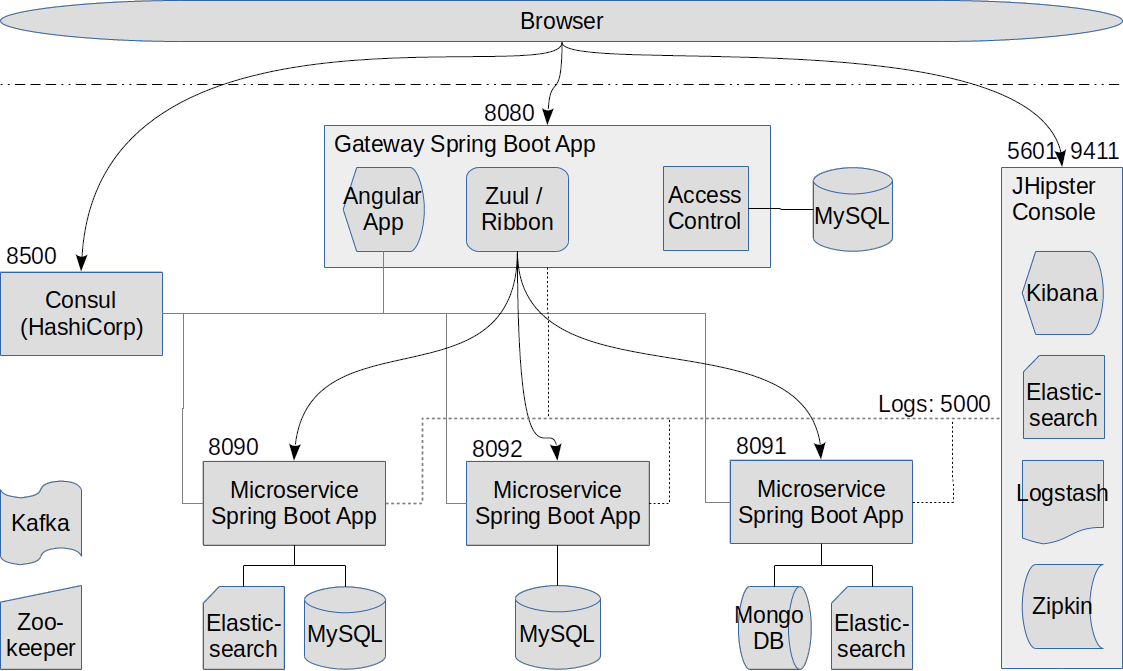 Browser
8080
Gateway Spring Boot App
Angular
App
Zuul /
Ribbon
Access
Control
MySQL
5601 9411
JHipster
Console
Kibana
Elastic-
search
Logstash
Zipkin
8500
Consul
(HashiCorp)
Logs: 5000
8090
Microservice
Spring Boot App
8092
Microservice
Spring Boot App
8091
Microservice
Spring Boot App
Kafka
Zoo-
keeper
Elastic-
search
MySQL
MySQL
Mongo
DB
Elastic-
search